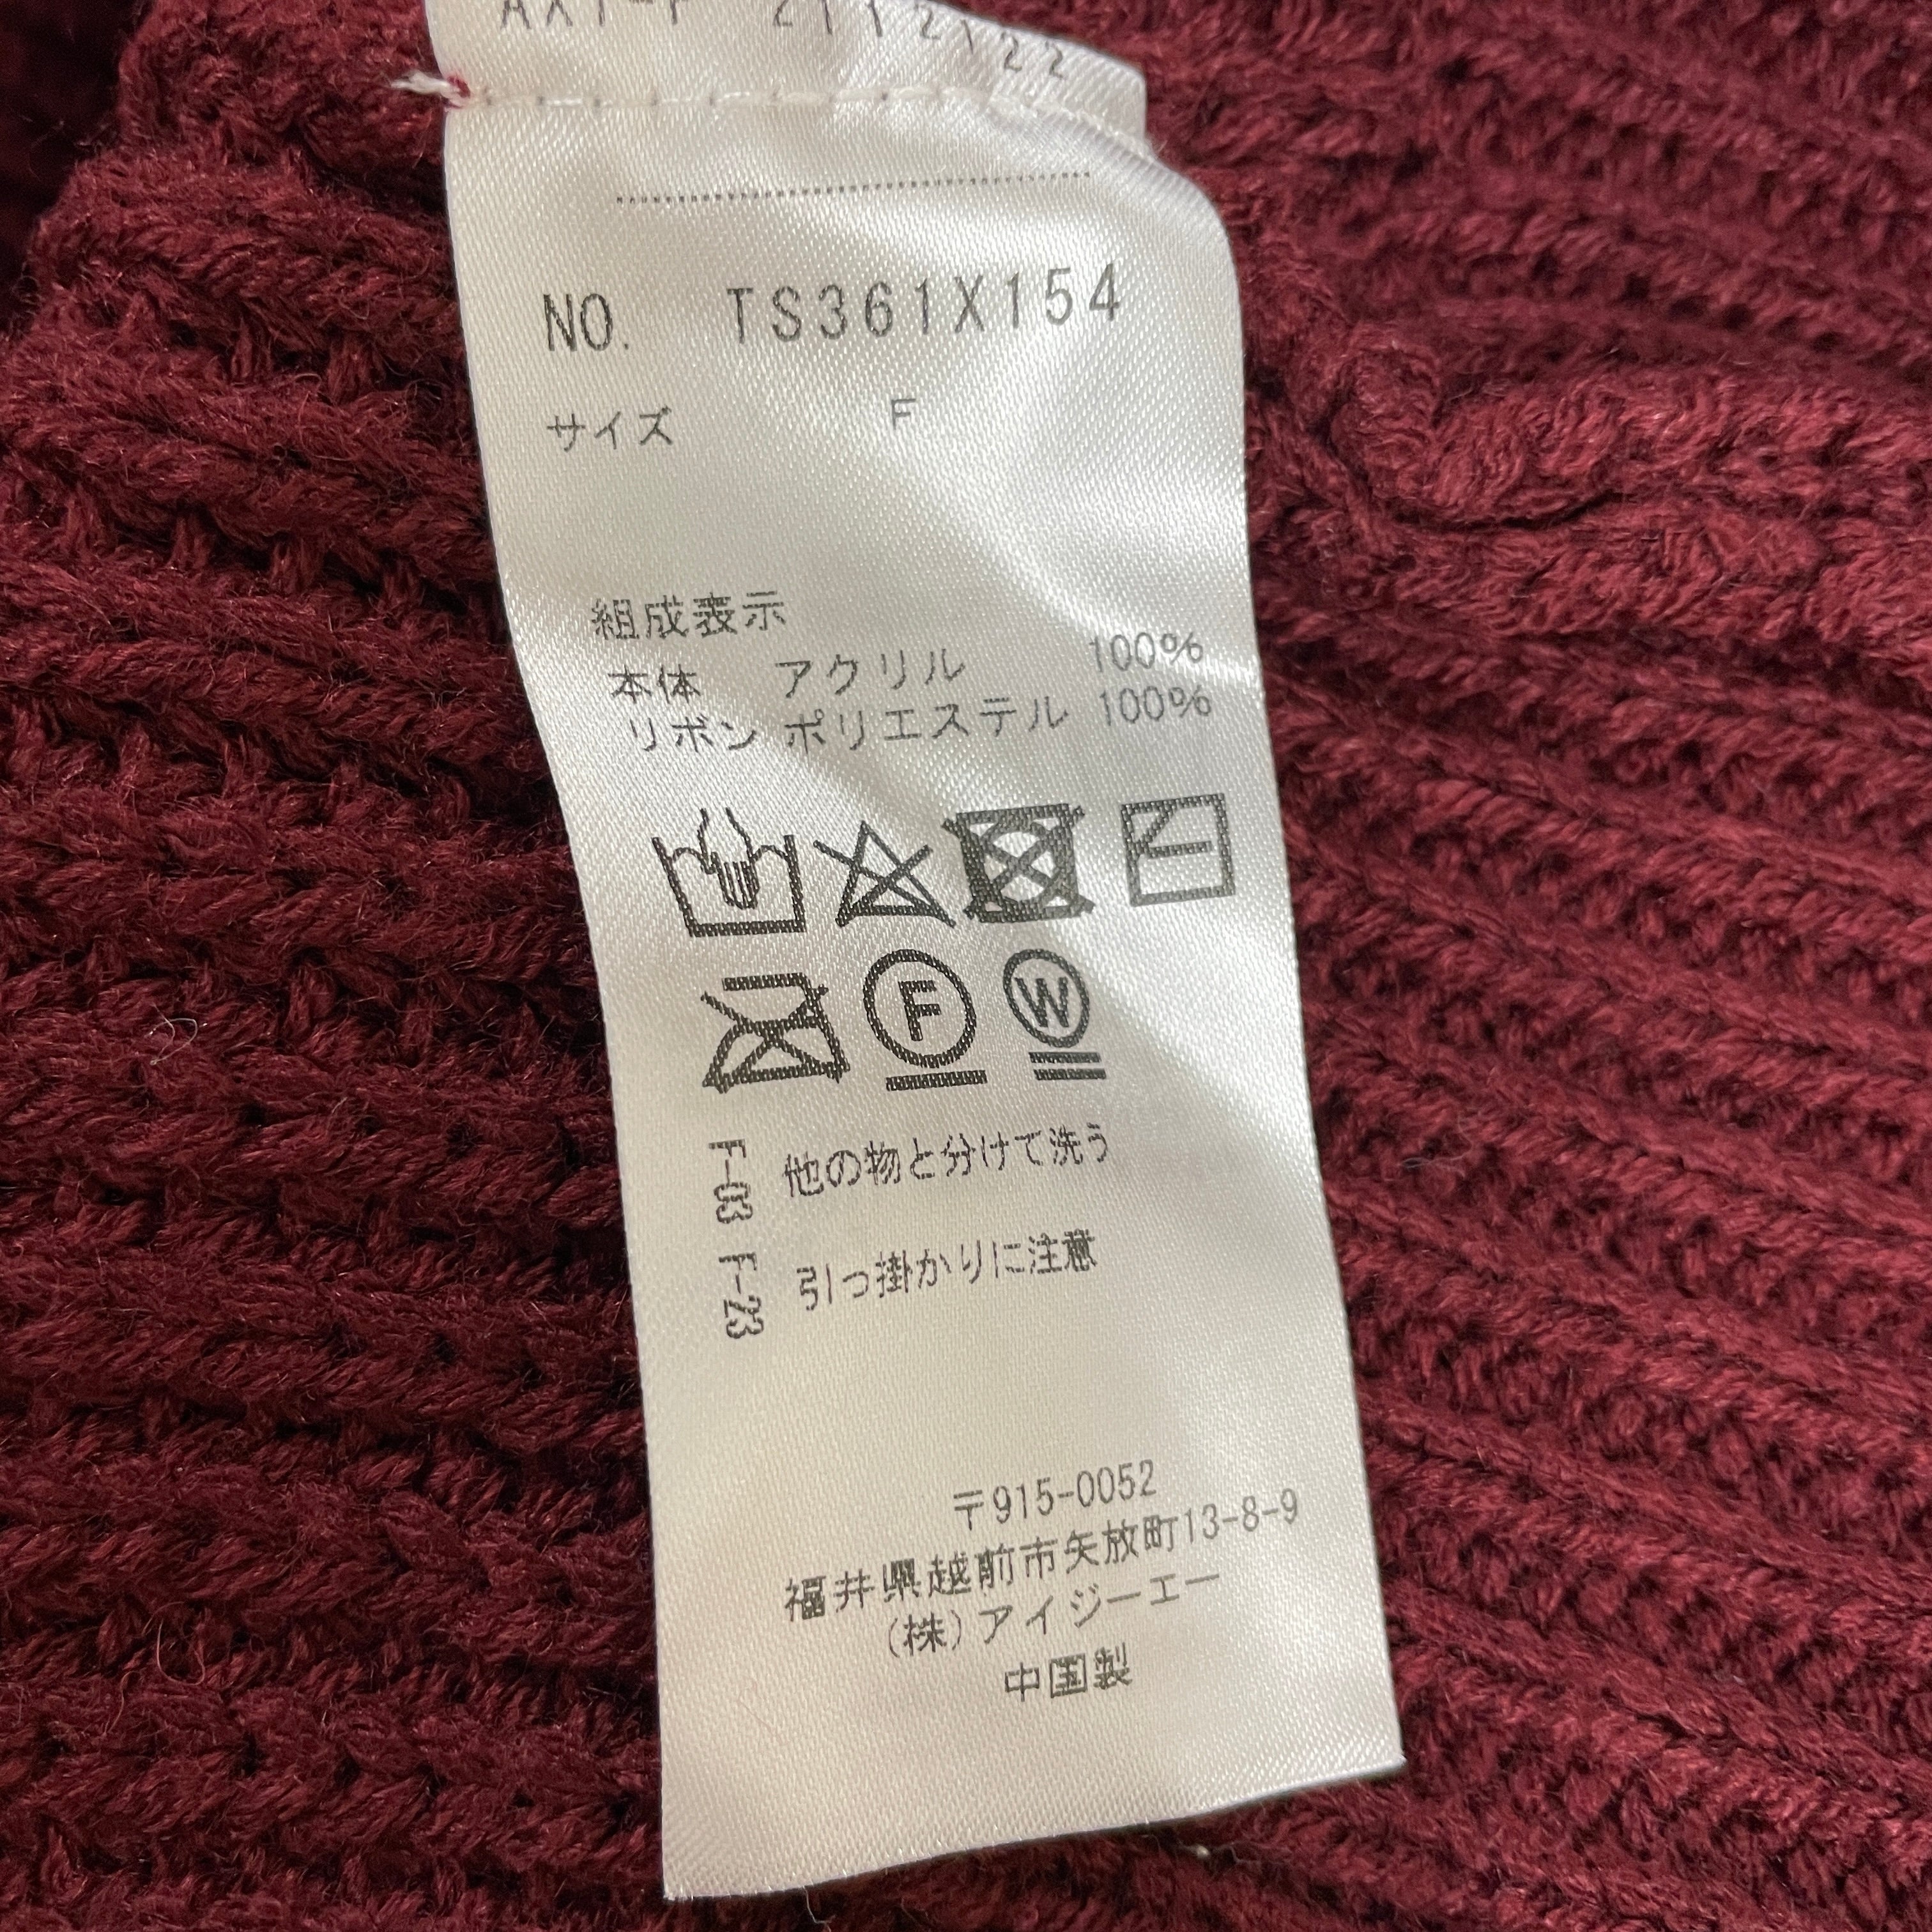 NO. TS361X154
サイズ F
組成表示
本体 アクリル 100%
リボン ポリエステル 100%
F
W
F-03 他の物と分けて洗う
F-23 引っ掛かりに注意
〒915-0052
福井県越前市矢放町13-8-9
(株)アイジーエー
中国製